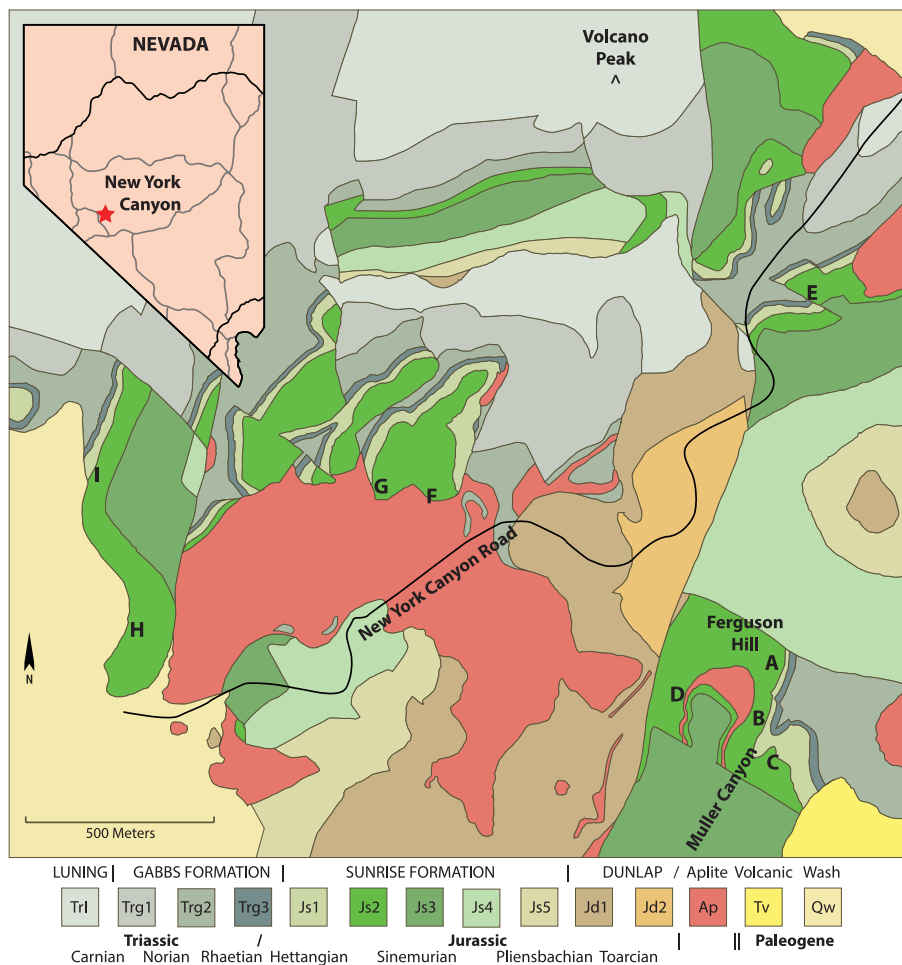 NEVADA
New York
Canyon
Volcano
Peak
^
E
I
G
F
H
New York Canyon Road
Ferguson
Hill
A
D
B
C
Muller Canyon
N
500 Meters
LUNING | GABBS FORMATION | SUNRISE FORMATION | DUNLAP / Aplite Volcanic Wash
Trl Trg1 Trg2 Trg3 Js1 Js2 Js3 Js4 Js5 Jd1 Jd2 Ap Tv Qw
Triassic / Jurassic | || Paleogene
Carnian Norian Rhaetian Hettangian Sinemurian Pliensbachian Toarcian